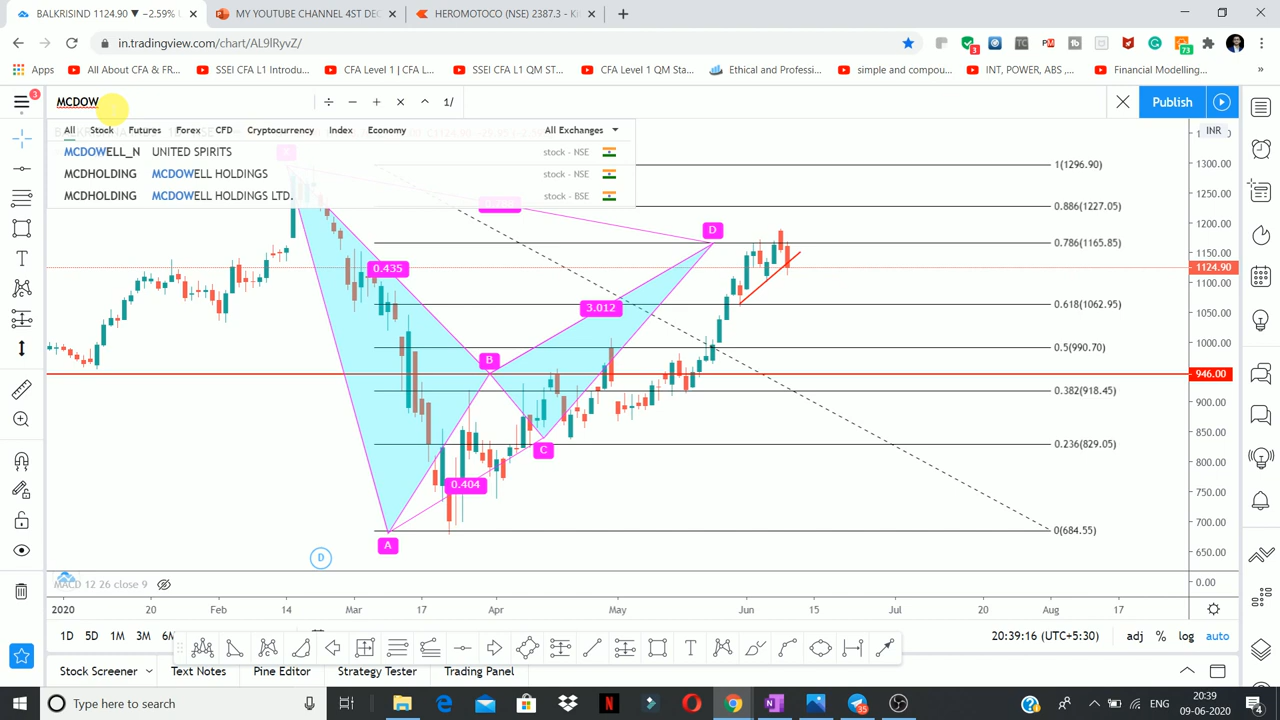 BALKRISIND 1124.90 ▼ −2.59%
MY YOUTUBE CHANNEL 4ST DEC
HEROMOTOCO (NSE) 2387.3 - Ki
in.tradingview.com/chart/AL9lRyvZ/
Apps
All About CFA & FR...
SSEI CFA L1 Introdu...
CFA Level 1 | CFA L...
SSEI CFA L1 QM ST...
CFA Level 1 QM Sta...
Ethical and Professi...
simple and compou...
INT, POWER, ABS ,...
Financial Modelling...
3
MCDOW
1/
Publish
All Stock Futures Forex CFD Cryptocurrency Index Economy All Exchanges
INR
MCDOWELL_N UNITED SPIRITS stock - NSE
MCDHOLDING MCDOWELL HOLDINGS stock - NSE
MCDHOLDING MCDOWELL HOLDINGS LTD. stock - BSE
1(1296.90)
0.886(1227.05)
0.786(1165.85)
0.618(1062.95)
0.5(990.70)
0.382(918.45)
0.236(829.05)
0(684.55)
D
0.435
3.012
B
C
0.404
A
D
1300.00
1250.00
1200.00
1150.00
1124.90
1100.00
1050.00
1000.00
946.00
900.00
850.00
800.00
750.00
700.00
650.00
0.00
MACD 12 26 close 9
2020 20 Feb 14 Mar 17 Apr May Jun 15 Jul 20 Aug 17
1D 5D 1M 3M
20:39:16 (UTC+5:30) adj % log auto
Stock Screener Text Notes Pine Editor Strategy Tester Trading Panel
Type here to search
35
ENG
20:39
09-06-2020